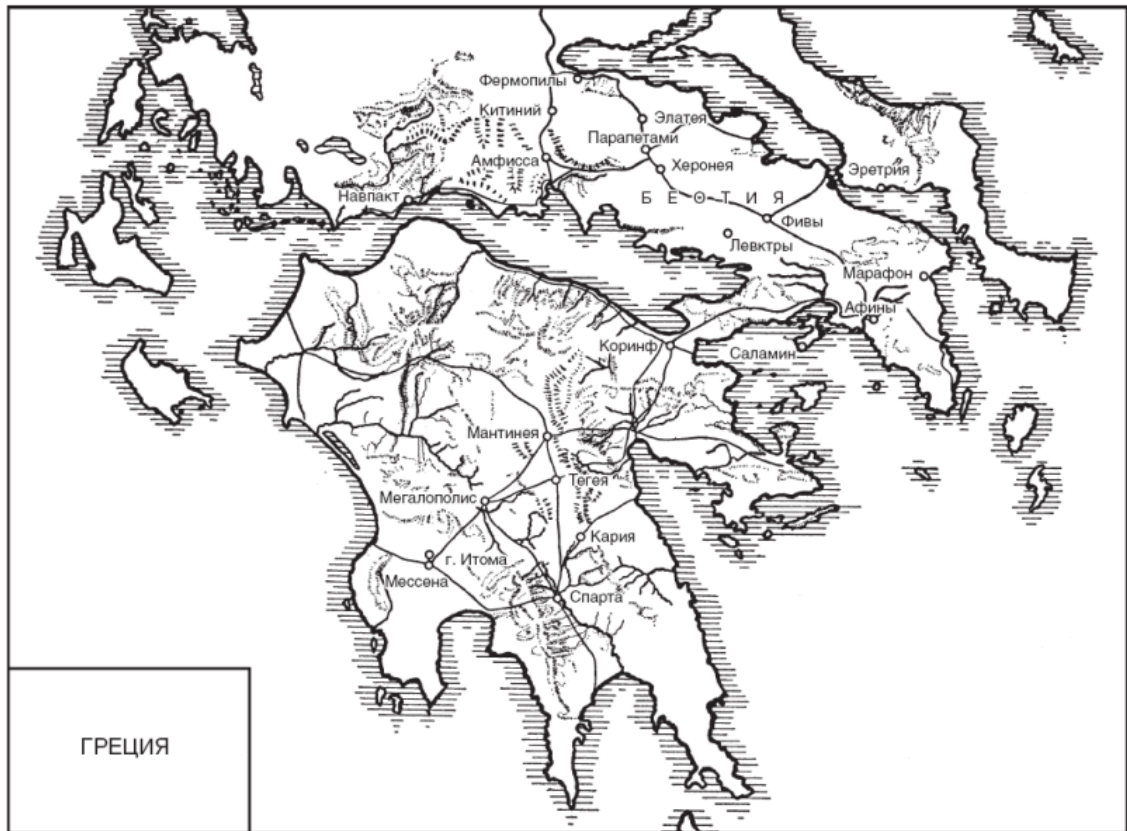 Фермопилы
Китиний
Элатея
Парапетами
Амфисса
Херонея
Эретрия
Навпакт
БЕОТИЯ
Фивы
Левктры
Марафон
Афины
Коринф
Саламин
Мантинея
Тегея
Мегалополис
Кария
г. Итома
Мессена
Спарта
ГРЕЦИЯ